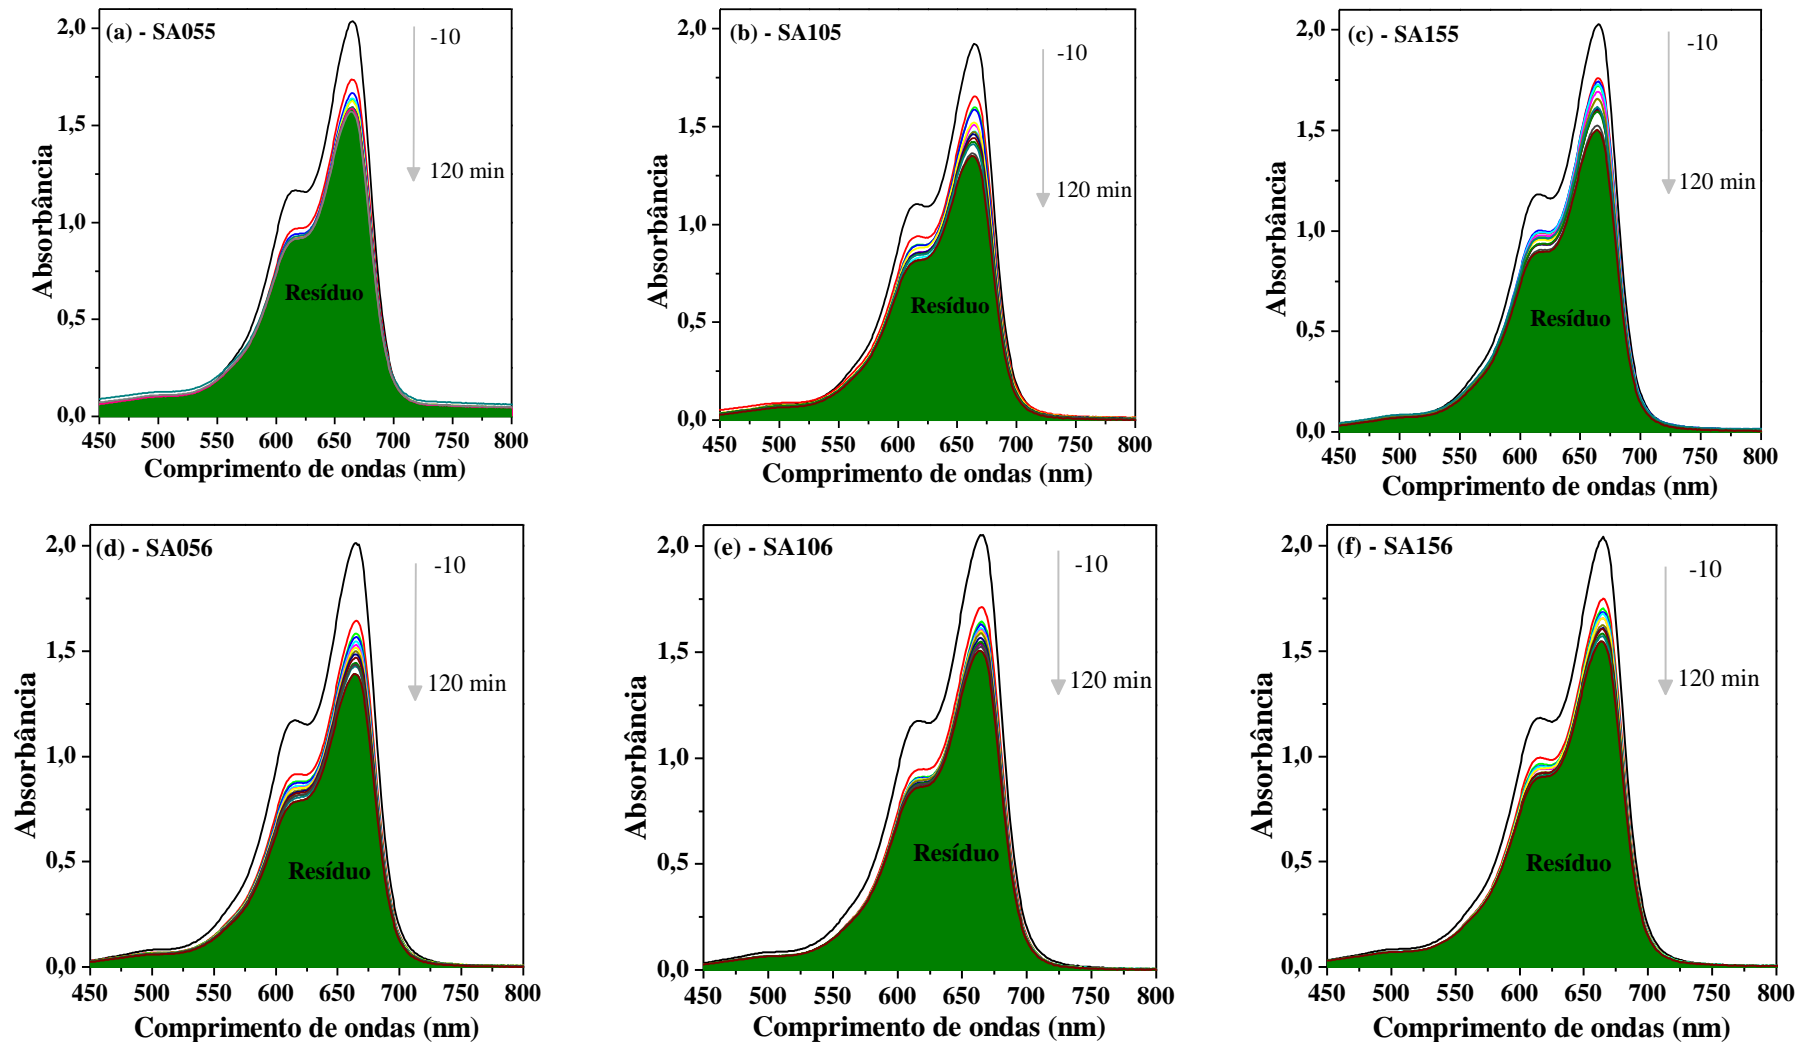 (a) - SA055
-10
120 min
Resíduo
Absorbância
2,0
1,5
1,0
0,5
0,0
450 500 550 600 650 700 750 800
Comprimento de ondas (nm)
(b) - SA105
-10
120 min
Resíduo
Absorbância
2,0
1,5
1,0
0,5
0,0
450 500 550 600 650 700 750 800
Comprimento de ondas (nm)
(c) - SA155
-10
120 min
Resíduo
Absorbância
2,0
1,5
1,0
0,5
0,0
450 500 550 600 650 700 750 800
Comprimento de ondas (nm)
(d) - SA056
-10
120 min
Resíduo
Absorbância
2,0
1,5
1,0
0,5
0,0
450 500 550 600 650 700 750 800
Comprimento de ondas (nm)
(e) - SA106
-10
120 min
Resíduo
Absorbância
2,0
1,5
1,0
0,5
0,0
450 500 550 600 650 700 750 800
Comprimento de ondas (nm)
(f) - SA156
-10
120 min
Resíduo
Absorbância
2,0
1,5
1,0
0,5
0,0
450 500 550 600 650 700 750 800
Comprimento de ondas (nm)